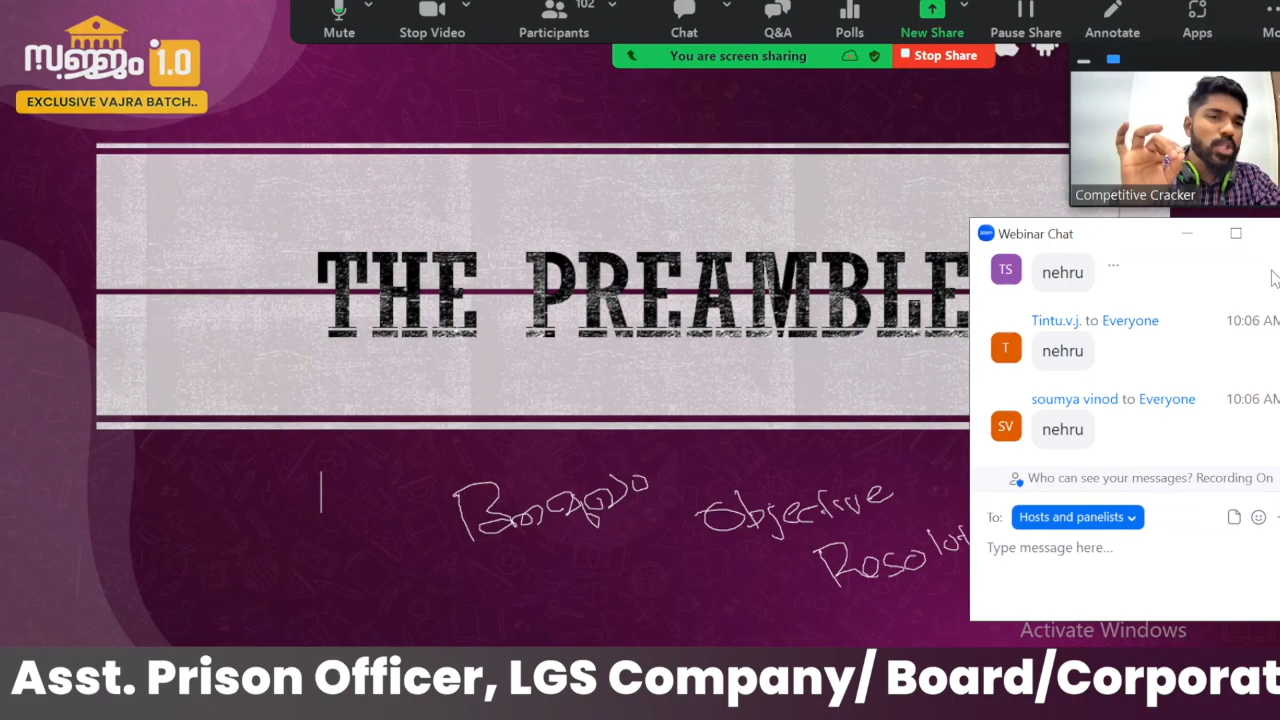 Mute
Stop Video
Participants
102
Chat
Q&A
Polls
New Share
Pause Share
Annotate
Apps
You are screen sharing
Stop Share
1.0
EXCLUSIVE VAJRA BATCH..
Competitive Cracker
THE PREAMBLE
zoom
Webinar Chat
TS
nehru
Tintu.v.j. to Everyone
10:06 AM
T
nehru
soumya vinod to Everyone
10:06 AM
SV
nehru
Who can see your messages? Recording On
To:
Hosts and panelists
Type message here...
Objective
Activate Windows
Asst. Prison Officer, LGS Company/ Board/Corporat